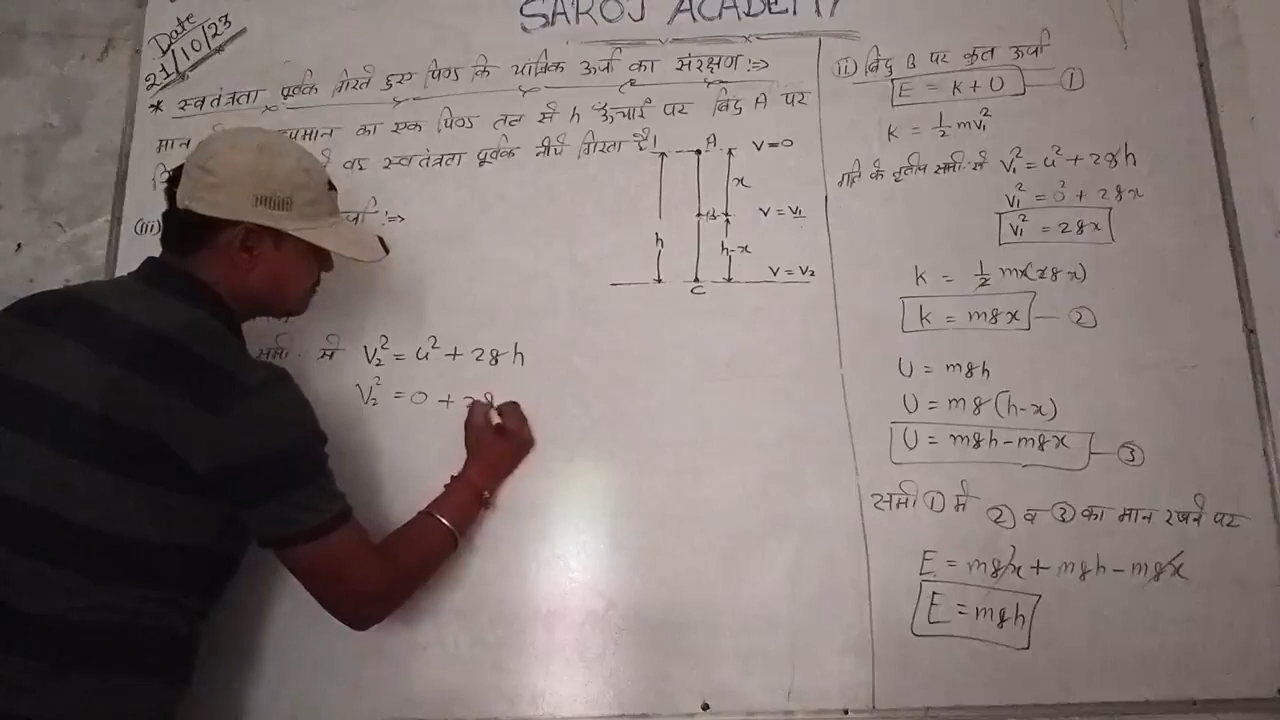 SAROJ ACADEMY
Date
21/10/23
* स्वतंत्रता पूर्वक गिरते हुए पिण्ड कि यांत्रिक ऊर्जा का संरक्षण :⇒
मान का एक पिण्ड तल से h ऊँचाई पर बिंदु A पर
वह स्वतंत्रता पूर्वक नीचे गिरता है।
(iii) :⇒
A V=0
x
B V = V₁
h h-x
V = V₂
C
समी. से V₂² = u² + 2gh
V₂² = 0 + 2g
ii) बिंदु B पर कुल ऊर्जा
E = K + U ①
K = ½ mV₁²
गति के तृतीय समी. से V₁² = u² + 2gh
V₁² = 0² + 2gx
V₁² = 2gx
K = ½ m×(2gx)
K = mgx — ②
U = mgh
U = mg(h-x)
U = mgh-mgx — ③
समी ① मे ② व ③ का मान रखने पर
E = mgx + mgh - mgx
E = mgh